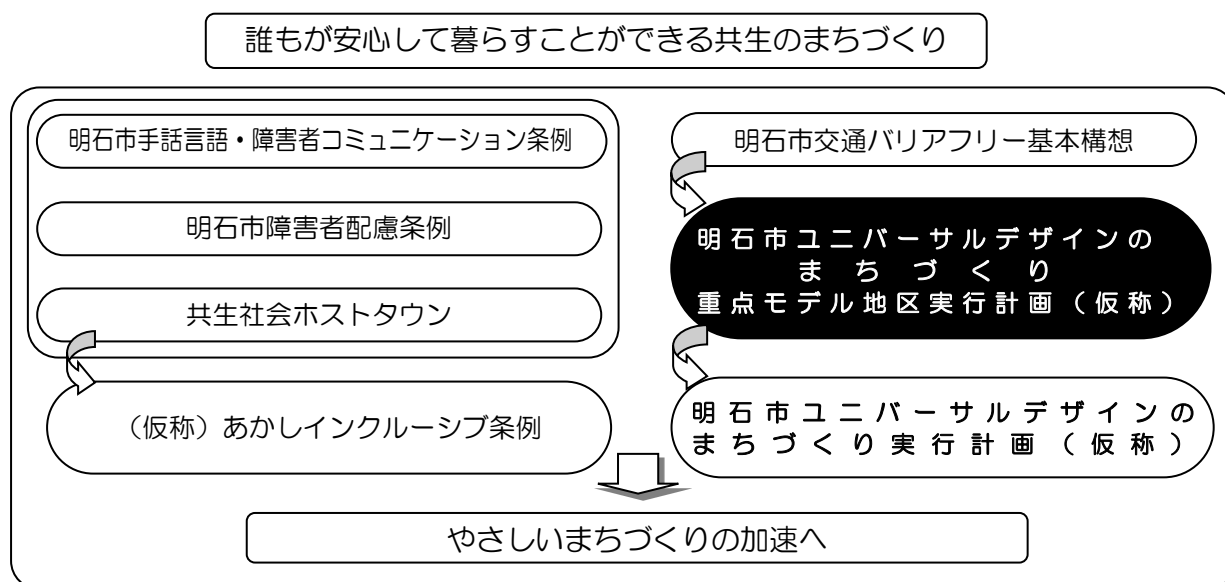 誰もが安心して暮らすことができる共生のまちづくり
明石市手話言語・障害者コミュニケーション条例
明石市障害者配慮条例
共生社会ホストタウン
（仮称）あかしインクルーシブ条例
明石市交通バリアフリー基本構想
明石市ユニバーサルデザインの
まちづくり
重点モデル地区実行計画（仮称）
明石市ユニバーサルデザインの
まちづくり実行計画（仮称）
やさしいまちづくりの加速へ